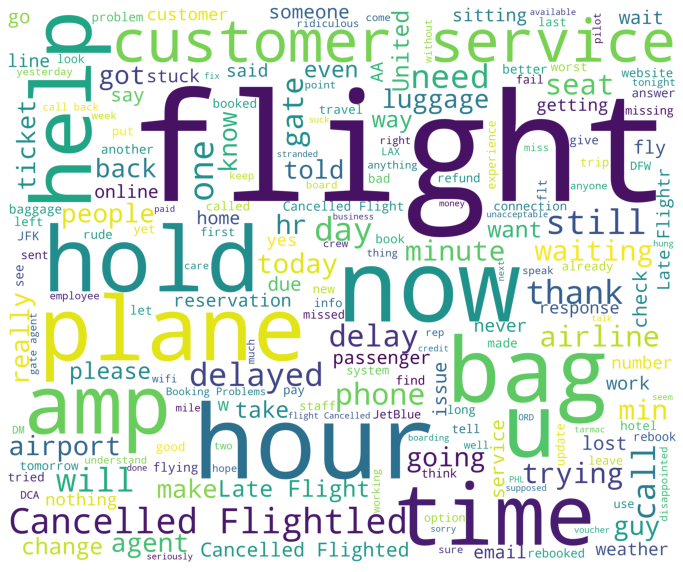 go problem customer someone sitting ridiculous come available last pilot
line yesterday look customer service wait
help got stuck said even AA United need better worst website tonight
call back fix point seat fail answer
ticket week say flight gate travel luggage getting missing
another put one know booked suck way experience give fly
back told stranded right LAX miss trip DFW
online keep board anything bad refund flt anyone
baggage paid called Cancelled Flight business money connection unacceptable
left people home hr day minute want still Late Flightr
JFK rude yet first yes crew book hung
sent see hold today due care thing now next speak waiting already
employee reservation new info thank check
really gate agent let plane missed delay rep never response
please much credit made airline talk
wifi delayed passenger find number
Booking Problems pay system phone issue work seem
mile W take staff JetBlue long bag u min
DM amp flight Cancelled tell ORD tarmac hotel rebook
airport good two hour boarding well lost update
tomorrow understand flying hope going service trying call disappointed
tried done will think PHL leave
DCA nothing make Late Flight working time supposed use
Cancelled Flightled option voucher guy
change agent sorry
seriously Cancelled Flighted sure email rebooked weather